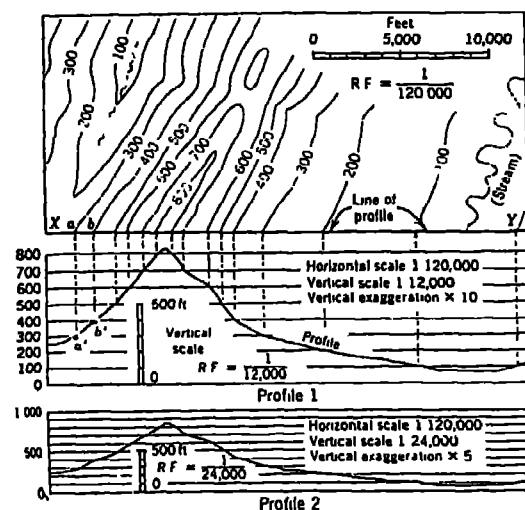 Feet
0 5,000 10,000
RF = 1
120 000
300
100
200
300
400
500
600
700
800
600
500
400
300
200
100
(Stream)
X a b
Line of
profile
Y
800
700
600
500
400
300
200
100
0
Horizontal scale 1 120,000
Vertical scale 1 12,000
Vertical exaggeration × 10
500 ft
Vertical
scale
RF = 1
12,000
0
a'
b'
Profile
Profile 1
1 000
500
0
Horizontal scale 1 120,000
Vertical scale 1 24,000
Vertical exaggeration × 5
500 ft
RF = 1
24,000
0
Profile 2